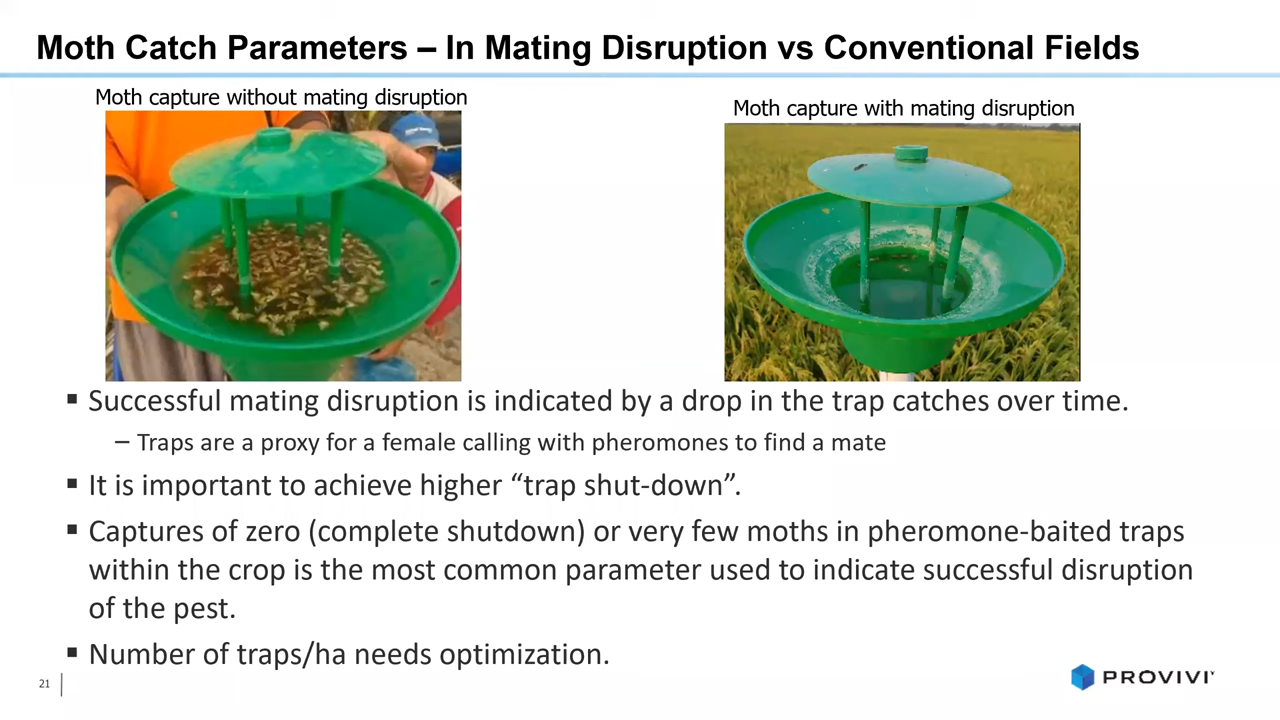 Moth Catch Parameters – In Mating Disruption vs Conventional Fields
Moth capture without mating disruption
Moth capture with mating disruption
▪ Successful mating disruption is indicated by a drop in the trap catches over time.
– Traps are a proxy for a female calling with pheromones to find a mate
▪ It is important to achieve higher “trap shut-down”.
▪ Captures of zero (complete shutdown) or very few moths in pheromone-baited traps
within the crop is the most common parameter used to indicate successful disruption
of the pest.
▪ Number of traps/ha needs optimization.
21
PROVIVI